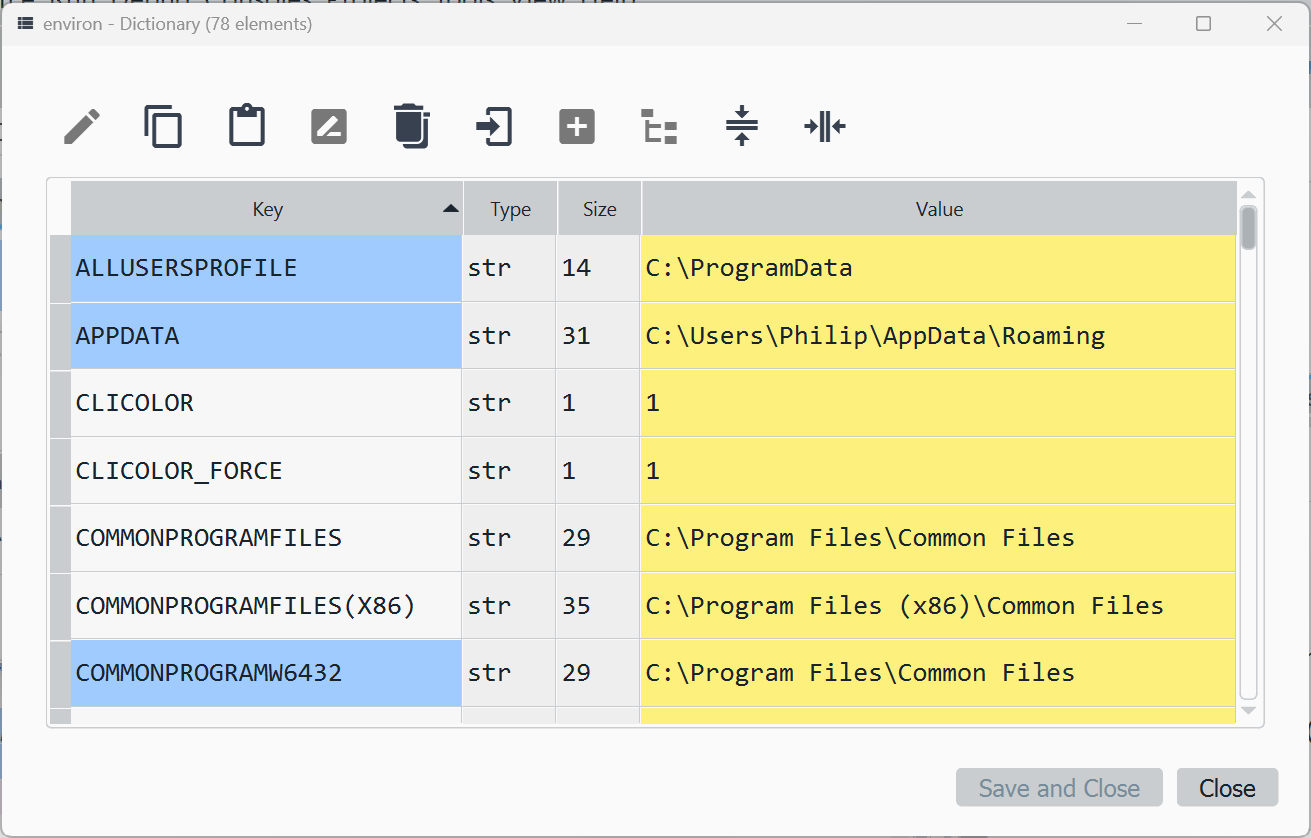 environ - Dictionary (78 elements)
Key Type Size Value
ALLUSERSPROFILE str 14 C:\ProgramData
APPDATA str 31 C:\Users\Philip\AppData\Roaming
CLICOLOR str 1 1
CLICOLOR_FORCE str 1 1
COMMONPROGRAMFILES str 29 C:\Program Files\Common Files
COMMONPROGRAMFILES(X86) str 35 C:\Program Files (x86)\Common Files
COMMONPROGRAMW6432 str 29 C:\Program Files\Common Files
Save and Close Close